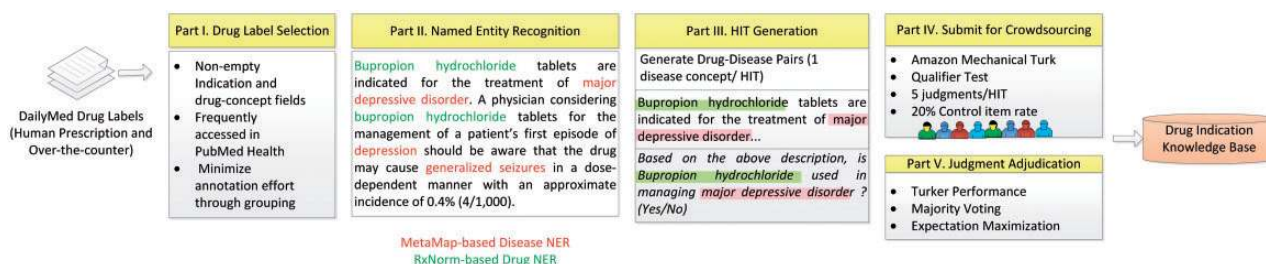 DailyMed Drug Labels
(Human Prescription and
Over-the-counter)
Part I. Drug Label Selection
• Non-empty
Indication and
drug-concept fields
• Frequently
accessed in
PubMed Health
• Minimize
annotation effort
through grouping
Part II. Named Entity Recognition
Bupropion hydrochloride tablets are
indicated for the treatment of major
depressive disorder. A physician considering
bupropion hydrochloride tablets for the
management of a patient's first episode of
depression should be aware that the drug
may cause generalized seizures in a dose-
dependent manner with an approximate
incidence of 0.4% (4/1,000).
MetaMap-based Disease NER
RxNorm-based Drug NER
Part III. HIT Generation
Generate Drug-Disease Pairs (1
disease concept/ HIT)
Bupropion hydrochloride tablets are
indicated for the treatment of major
depressive disorder...
Based on the above description, is
Bupropion hydrochloride used in
managing major depressive disorder ?
(Yes/No)
Part IV. Submit for Crowdsourcing
• Amazon Mechanical Turk
• Qualifier Test
• 5 judgments/HIT
• 20% Control item rate
Part V. Judgment Adjudication
• Turker Performance
• Majority Voting
• Expectation Maximization
Drug Indication
Knowledge Base